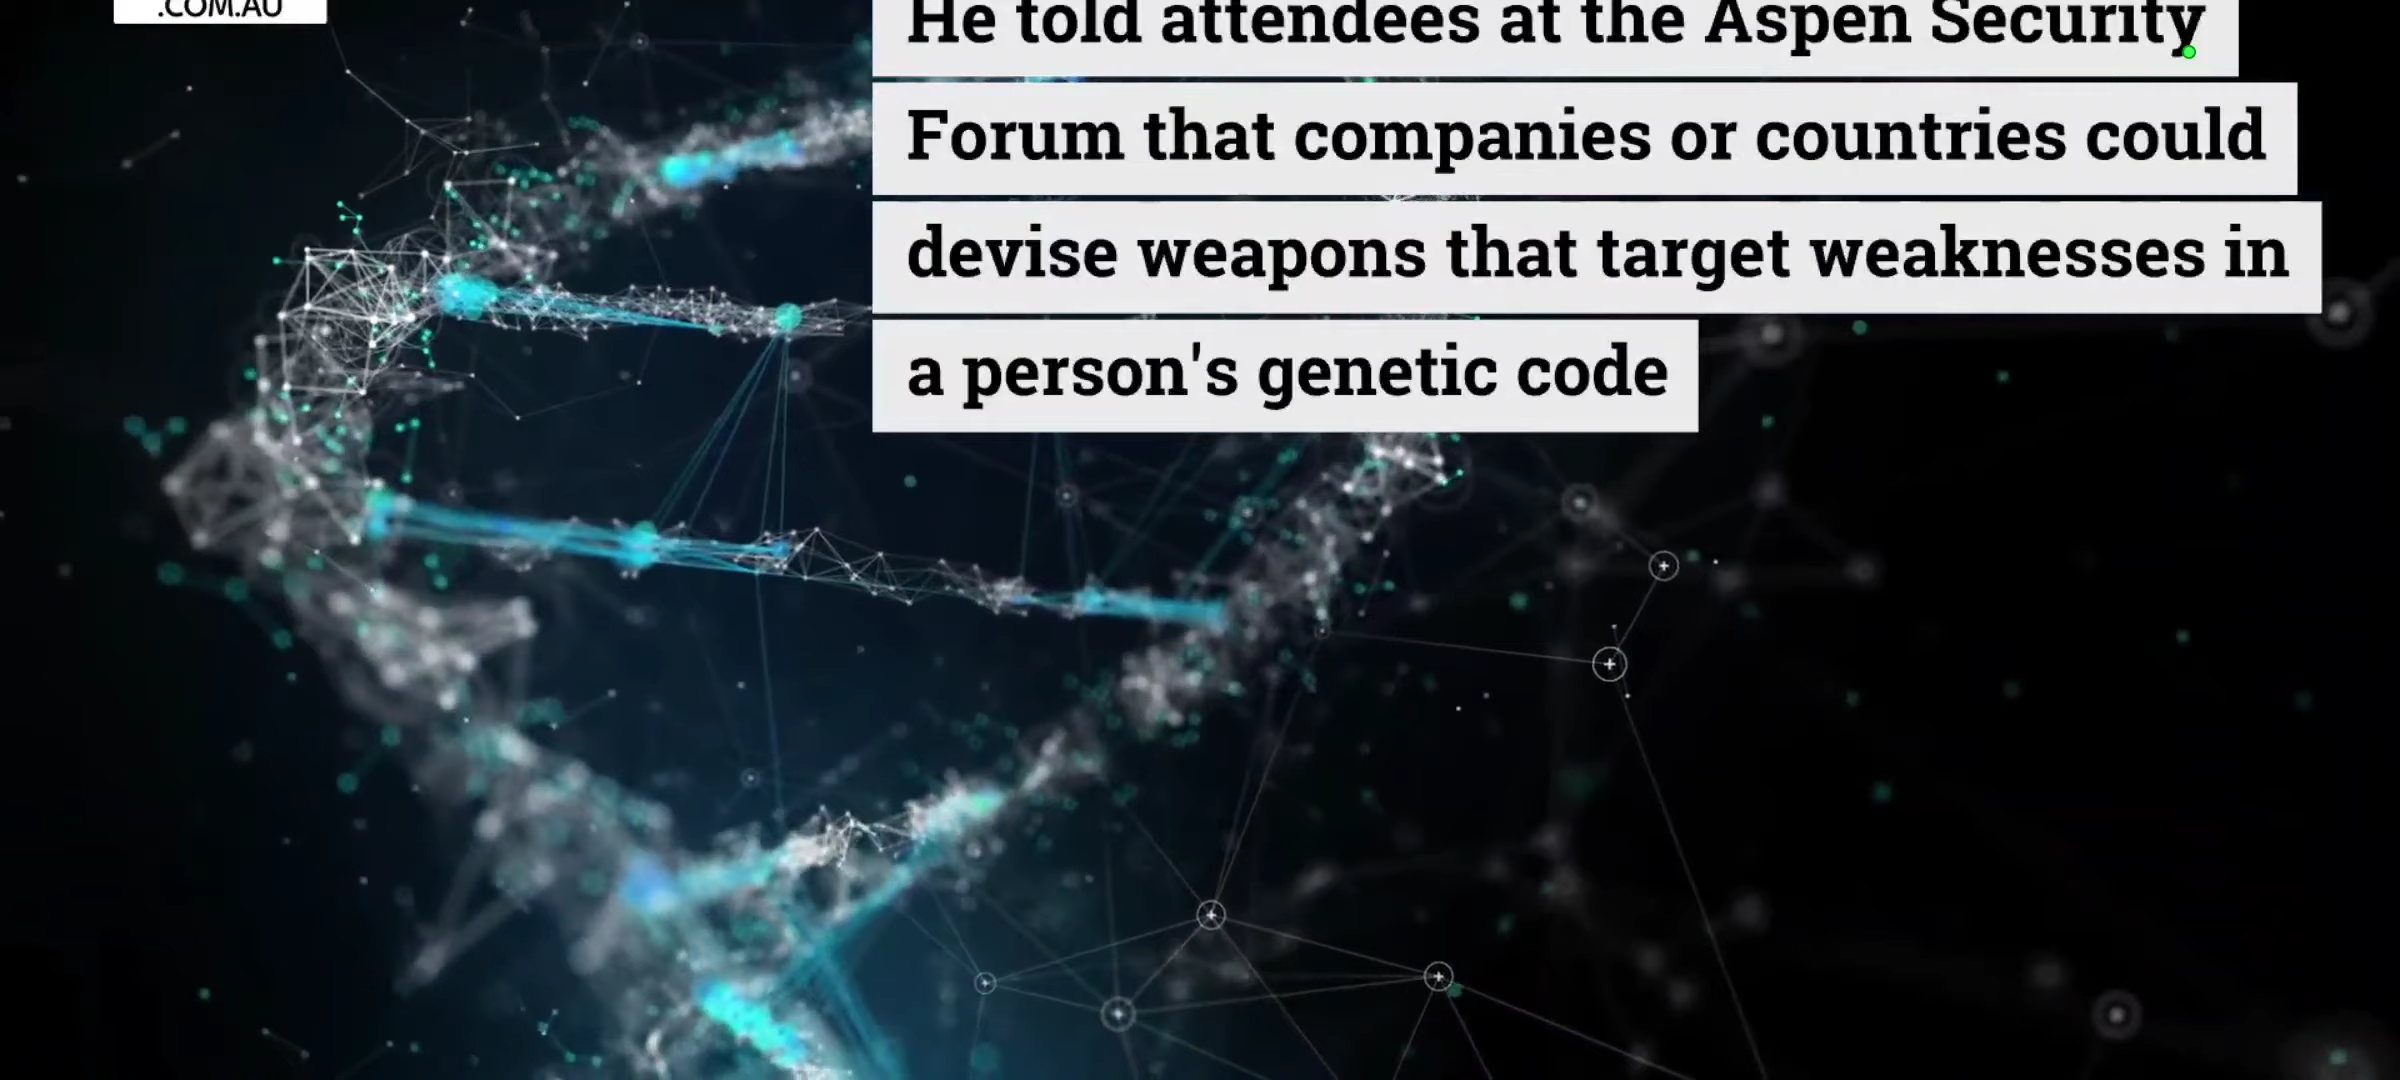 .COM.AU
He told attendees at the Aspen Security
Forum that companies or countries could
devise weapons that target weaknesses in
a person's genetic code